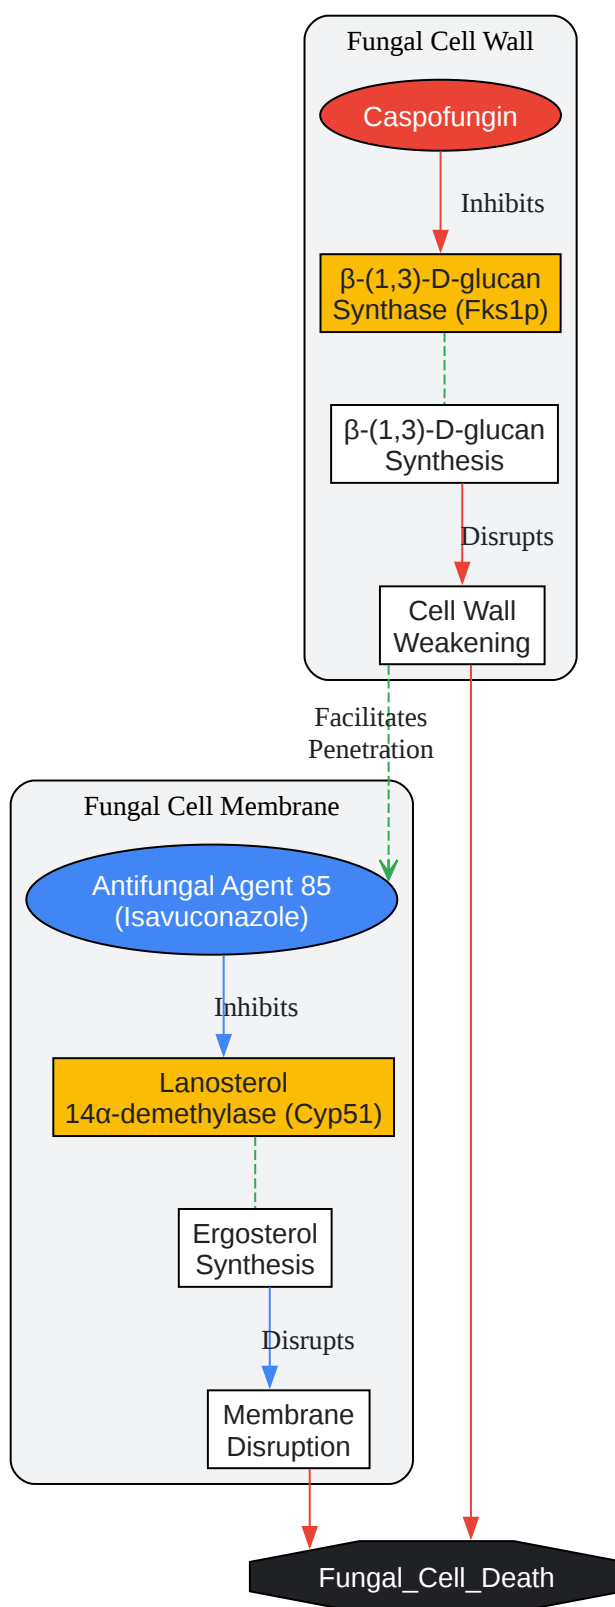 Fungal Cell Wall
Caspofungin
Inhibits
β-(1,3)-D-glucan
Synthase (Fks1p)
β-(1,3)-D-glucan
Synthesis
Disrupts
Cell Wall
Weakening
Facilitates
Penetration
Fungal Cell Membrane
Antifungal Agent 85
(Isavuconazole)
Inhibits
Lanosterol
14α-demethylase (Cyp51)
Ergosterol
Synthesis
Disrupts
Membrane
Disruption
Fungal_Cell_Death